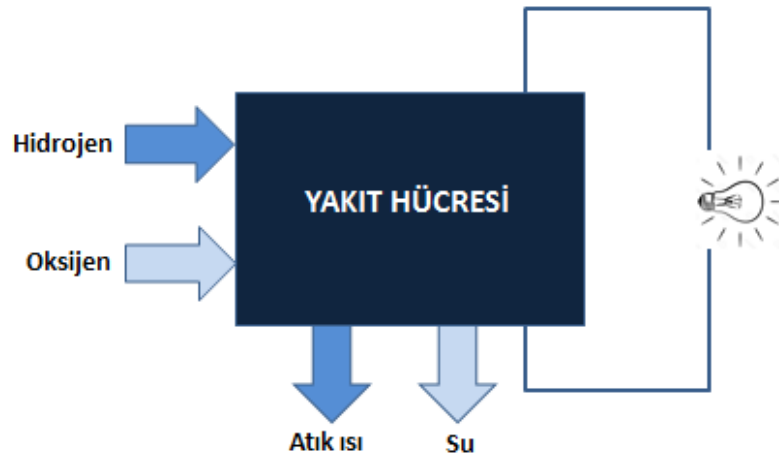 Hidrojen
YAKIT HÜCRESİ
Oksijen
Atık ısı
Su